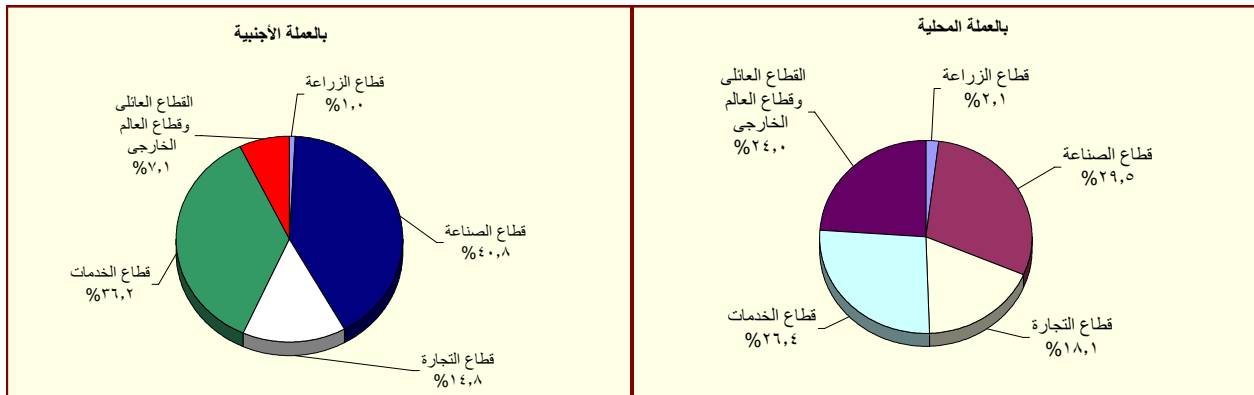 بالعملة المحلية
قطاع الزراعة
%٢,١
قطاع الصناعة
%٢٩,٥
قطاع التجارة
%١٨,١
قطاع الخدمات
%٢٦,٤
القطاع العائلى
وقطاع العالم
الخارجى
%٢٤,٠
بالعملة الأجنبية
قطاع الزراعة
%١,٠
قطاع الصناعة
%٤٠,٨
قطاع التجارة
%١٤,٨
قطاع الخدمات
%٣٦,٢
القطاع العائلى
وقطاع العالم
الخارجى
%٧,١